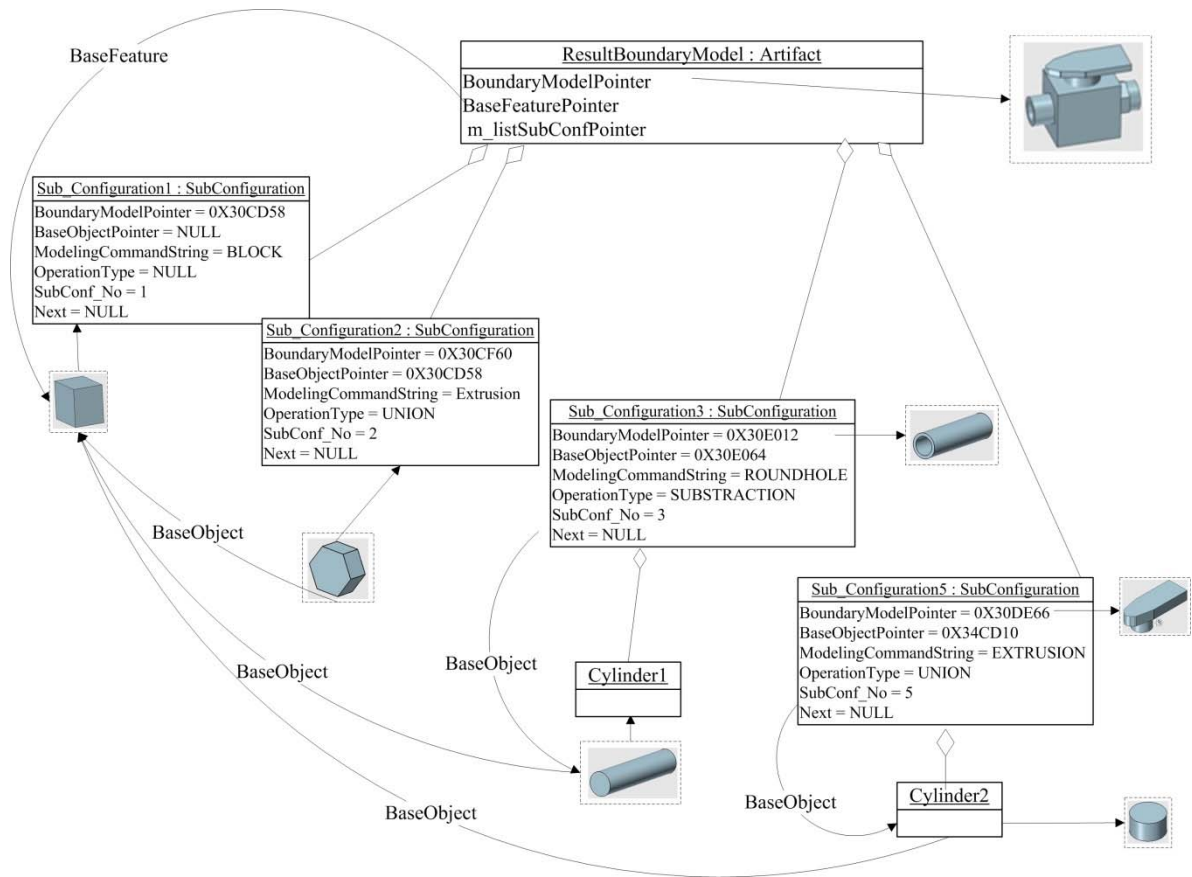 BaseFeature
ResultBoundaryModel : Artifact
BoundaryModelPointer
BaseFeaturePointer
m_listSubConfPointer
Sub_Configuration1 : SubConfiguration
BoundaryModelPointer = 0X30CD58
BaseObjectPointer = NULL
ModelingCommandString = BLOCK
OperationType = NULL
SubConf_No = 1
Next = NULL
Sub_Configuration2 : SubConfiguration
BoundaryModelPointer = 0X30CF60
BaseObjectPointer = 0X30CD58
ModelingCommandString = Extrusion
OperationType = UNION
SubConf_No = 2
Next = NULL
Sub_Configuration3 : SubConfiguration
BoundaryModelPointer = 0X30E012
BaseObjectPointer = 0X30E064
ModelingCommandString = ROUNDHOLE
OperationType = SUBSTRACTION
SubConf_No = 3
Next = NULL
BaseObject
Sub_Configuration5 : SubConfiguration
BoundaryModelPointer = 0X30DE66
BaseObjectPointer = 0X34CD10
ModelingCommandString = EXTRUSION
OperationType = UNION
SubConf_No = 5
Next = NULL
BaseObject
BaseObject
Cylinder1
BaseObject
BaseObject
Cylinder2